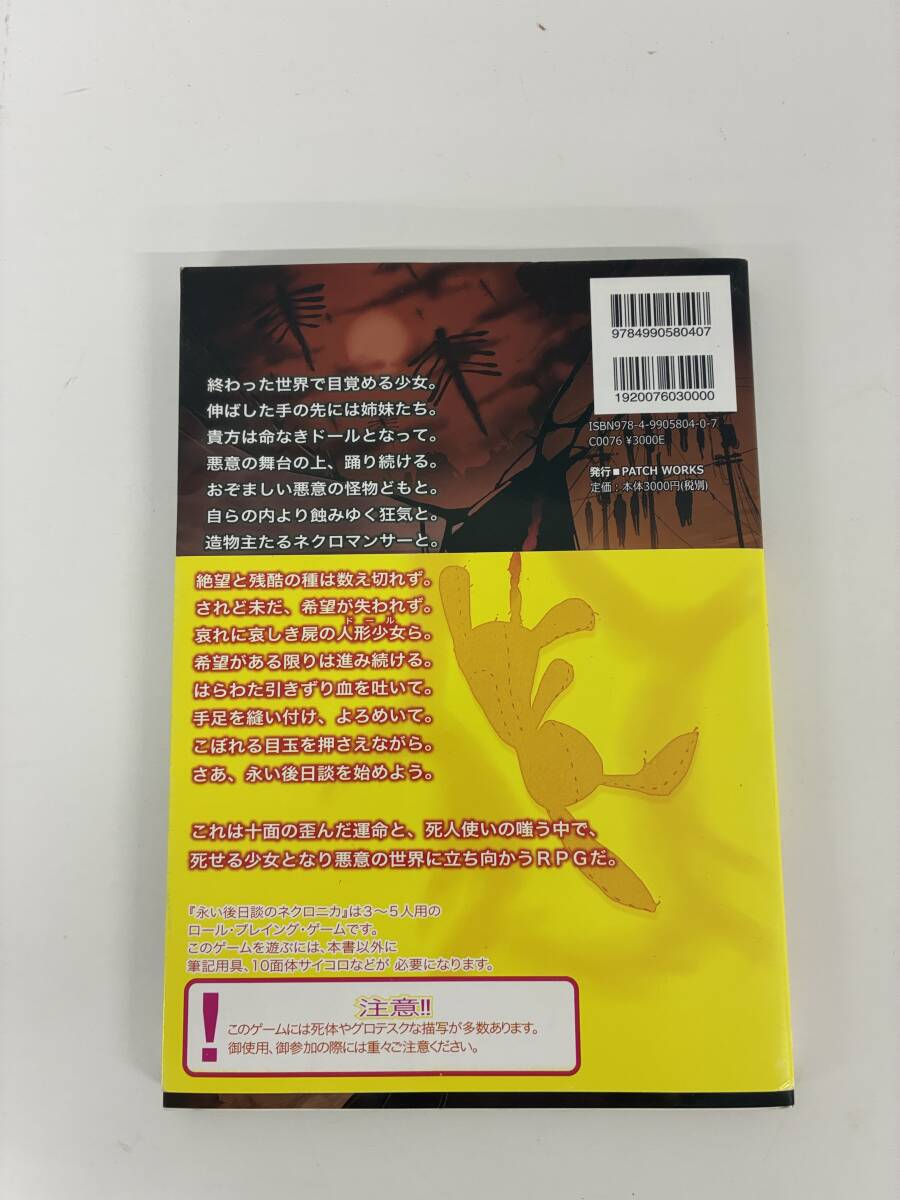 9784990580407
1920076030000
ISBN978-4-9905804-0-7
C0076 ¥3000E
発行■PATCH WORKS
定価：本体3000円(税別)
終わった世界で目覚める少女。
伸ばした手の先には姉妹たち。
貴方は命なきドールとなって。
悪意の舞台の上、踊り続ける。
おぞましい悪意の怪物どもと。
自らの内より蝕みゆく狂気と。
造物主たるネクロマンサーと。
絶望と残酷の種は数え切れず。
されど未だ、希望が失われず。
ドール
哀れに哀しき屍の人形少女ら。
希望がある限りは進み続ける。
はらわた引きずり血を吐いて。
手足を縫い付け、よろめいて。
こぼれる目玉を押さえながら。
さあ、永い後日談を始めよう。
これは十面の歪んだ運命と、死人使いの嗤う中で、
死せる少女となり悪意の世界に立ち向かうRPGだ。
『永い後日談のネクロニカ』は3〜5人用の
ロール・プレイング・ゲームです。
このゲームを遊ぶには、本書以外に
筆記用具、10面体サイコロなどが 必要になります。
!
注意!!
このゲームには死体やグロテスクな描写が多数あります。
御使用、御参加の際には重々ご注意ください。